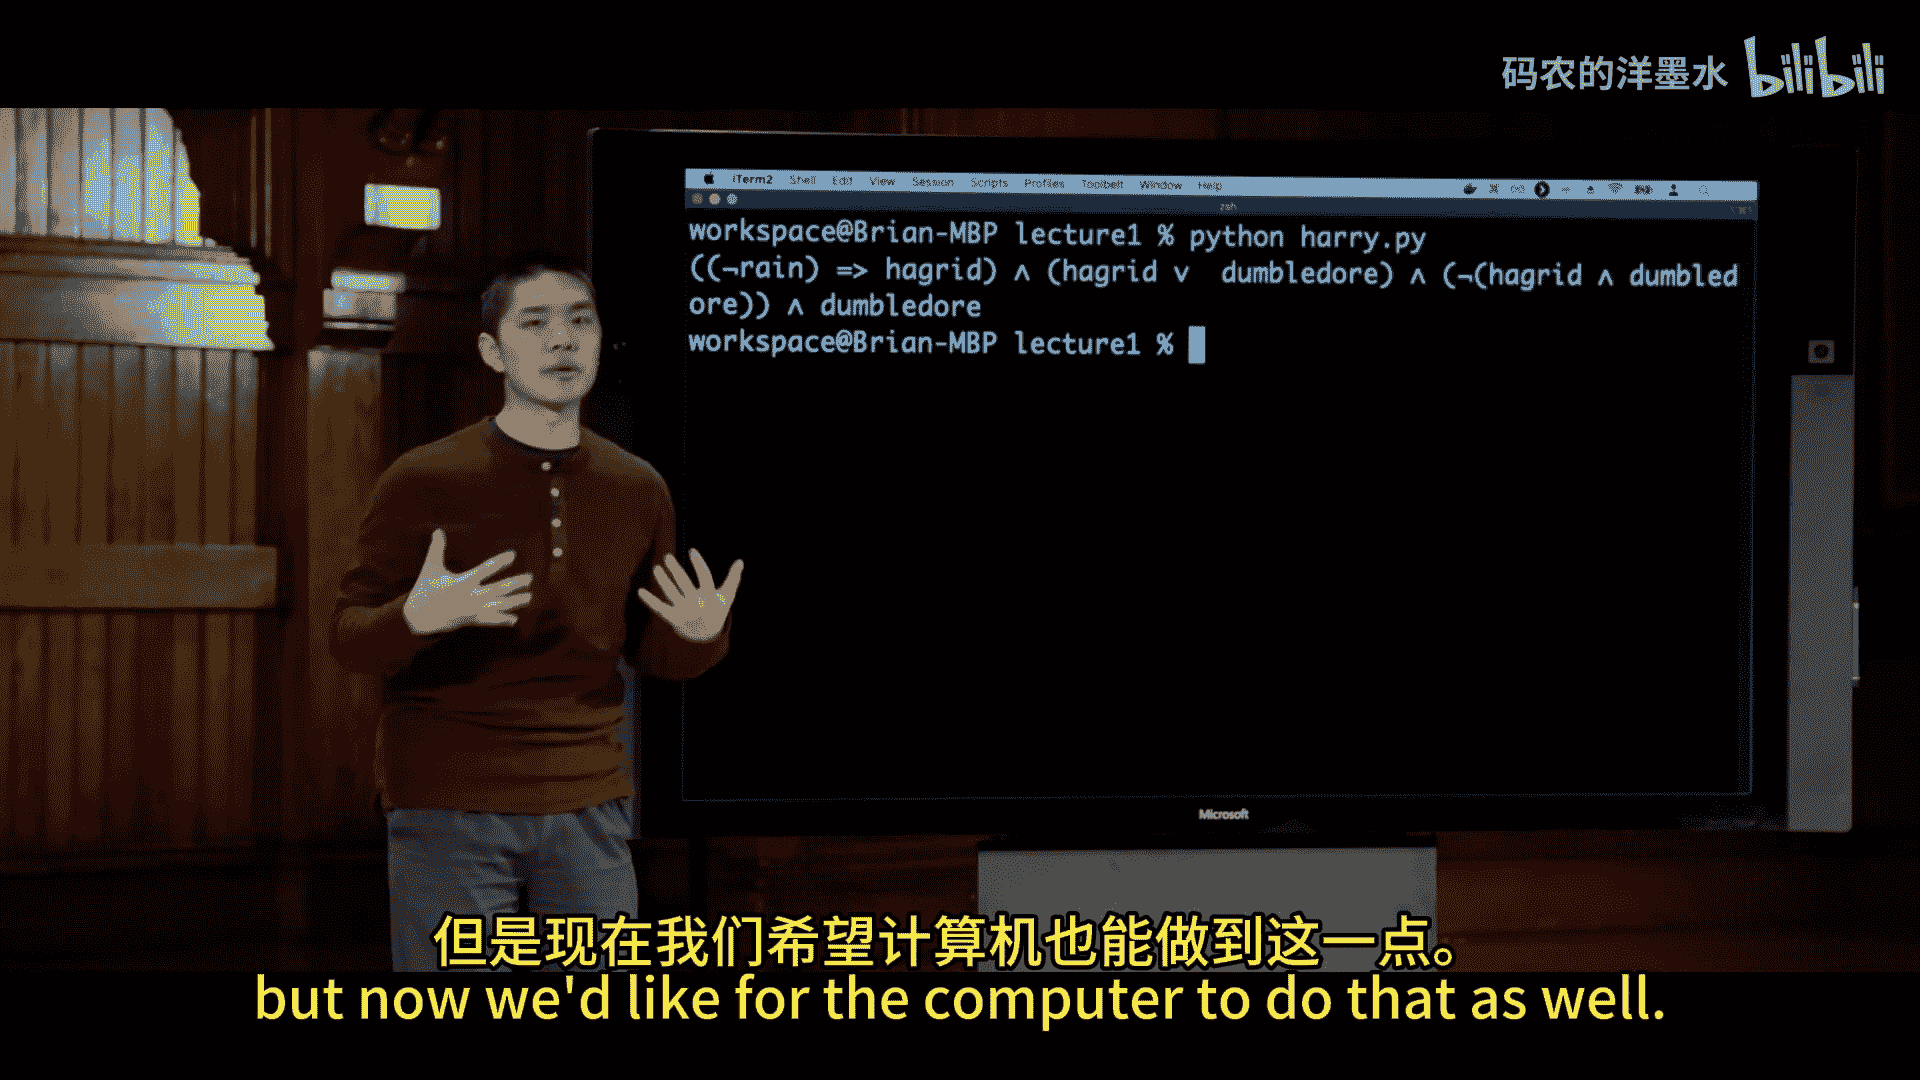 码农的洋墨水 bilibili
iTerm2 Shell Edit View Session Scripts Profiles Toolbelt Window Help
zsh
workspace@Brian-MBP lecture1 % python harry.py
((¬rain) => hagrid) ∧ (hagrid ∨  dumbledore) ∧ (¬(hagrid ∧ dumbled
ore)) ∧ dumbledore
workspace@Brian-MBP lecture1 %
Microsoft
但是现在我们希望计算机也能做到这一点。
but now we'd like for the computer to do that as well.